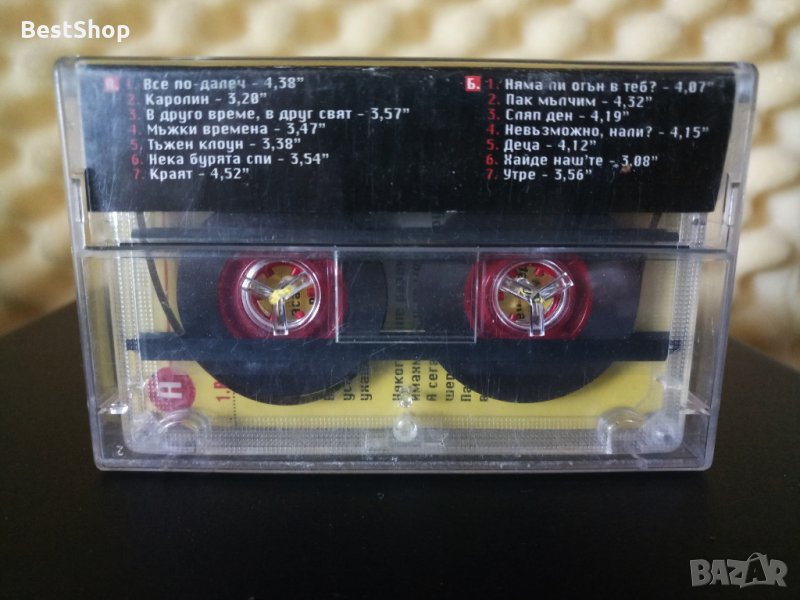 BestShop
А. 1. Все по-далеч - 4,38"
2. Каролин - 3,20"
3. В друго време, в друг свят - 3,57"
4. Мъжки времена - 3,47"
5. Тъжен клоун - 3,38"
6. Нека бурята спи - 3,54"
7. Краят - 4,52"
Б. 1. Няма ли огън в теб? - 4,07"
2. Пак мълчим - 4,32"
3. Сляп ден - 4,19"
4. Невъзможно, нали? - 4,15"
5. Деца - 4,12"
6. Хайде наш'те - 3,08"
7. Утре - 3,56"
2
BAZAR